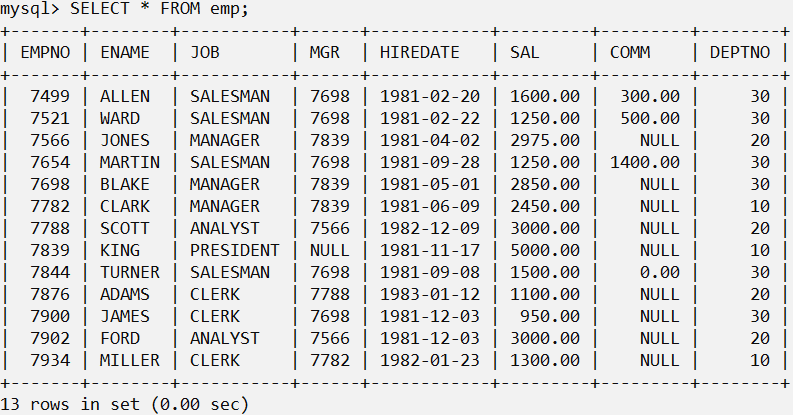 mysql> SELECT * FROM emp;
+-------+--------+-----------+------+------------+---------+---------+--------+
| EMPNO | ENAME  | JOB       | MGR  | HIREDATE   | SAL     | COMM    | DEPTNO |
+-------+--------+-----------+------+------------+---------+---------+--------+
|  7499 | ALLEN  | SALESMAN  | 7698 | 1981-02-20 | 1600.00 |  300.00 |     30 |
|  7521 | WARD   | SALESMAN  | 7698 | 1981-02-22 | 1250.00 |  500.00 |     30 |
|  7566 | JONES  | MANAGER   | 7839 | 1981-04-02 | 2975.00 |    NULL |     20 |
|  7654 | MARTIN | SALESMAN  | 7698 | 1981-09-28 | 1250.00 | 1400.00 |     30 |
|  7698 | BLAKE  | MANAGER   | 7839 | 1981-05-01 | 2850.00 |    NULL |     30 |
|  7782 | CLARK  | MANAGER   | 7839 | 1981-06-09 | 2450.00 |    NULL |     10 |
|  7788 | SCOTT  | ANALYST   | 7566 | 1982-12-09 | 3000.00 |    NULL |     20 |
|  7839 | KING   | PRESIDENT | NULL | 1981-11-17 | 5000.00 |    NULL |     10 |
|  7844 | TURNER | SALESMAN  | 7698 | 1981-09-08 | 1500.00 |    0.00 |     30 |
|  7876 | ADAMS  | CLERK     | 7788 | 1983-01-12 | 1100.00 |    NULL |     20 |
|  7900 | JAMES  | CLERK     | 7698 | 1981-12-03 |  950.00 |    NULL |     30 |
|  7902 | FORD   | ANALYST   | 7566 | 1981-12-03 | 3000.00 |    NULL |     20 |
|  7934 | MILLER | CLERK     | 7782 | 1982-01-23 | 1300.00 |    NULL |     10 |
+-------+--------+-----------+------+------------+---------+---------+--------+
13 rows in set (0.00 sec)